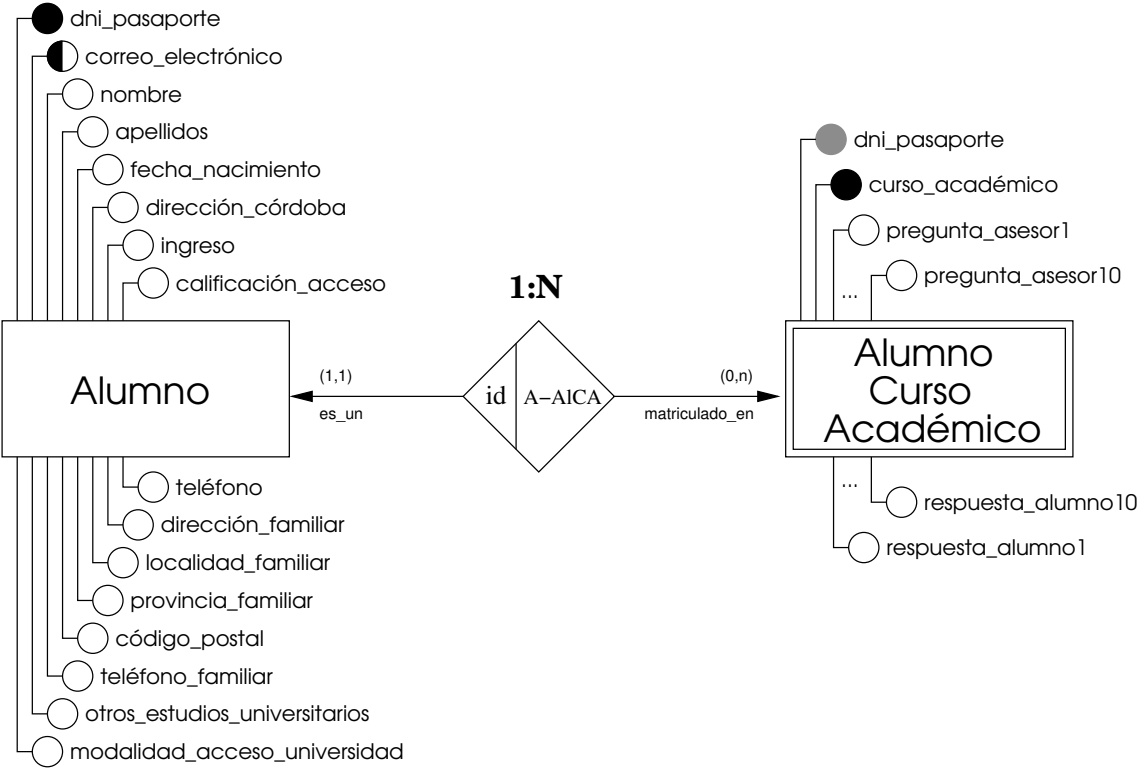 dni_pasaporte
correo_electrónico
nombre
apellidos
fecha_nacimiento
dirección_córdoba
ingreso
calificación_acceso
Alumno
teléfono
dirección_familiar
localidad_familiar
provincia_familiar
código_postal
teléfono_familiar
otros_estudios_universitarios
modalidad_acceso_universidad
1:N
(1,1)
es_un
id
A-AlCA
(0,n)
matriculado_en
dni_pasaporte
curso_académico
pregunta_asesor1
pregunta_asesor10
...
Alumno
Curso
Académico
...
respuesta_alumno10
respuesta_alumno1